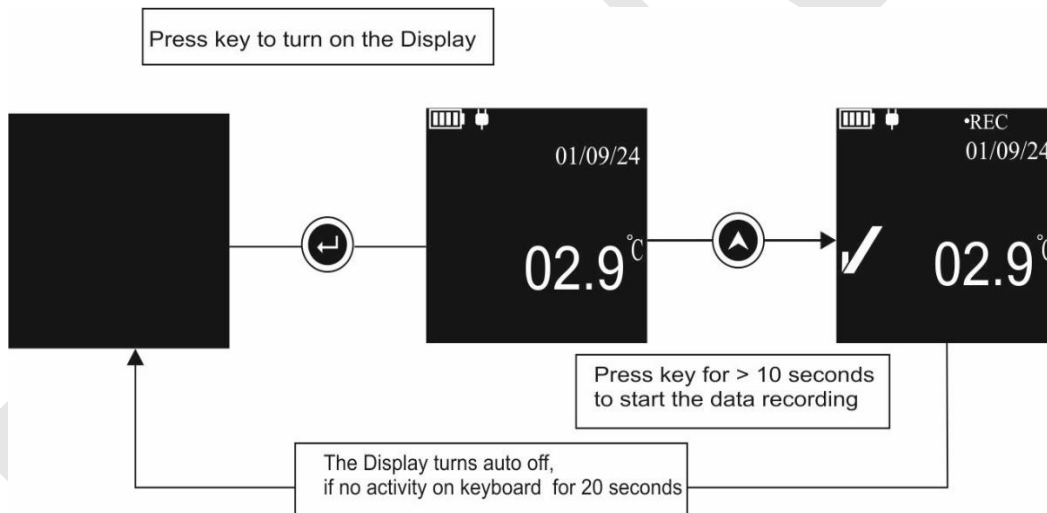 Press key to turn on the Display
01/09/24
02.9°C
•REC
01/09/24
02.9°C
Press key for > 10 seconds
to start the data recording
The Display turns auto off,
if no activity on keyboard for 20 seconds